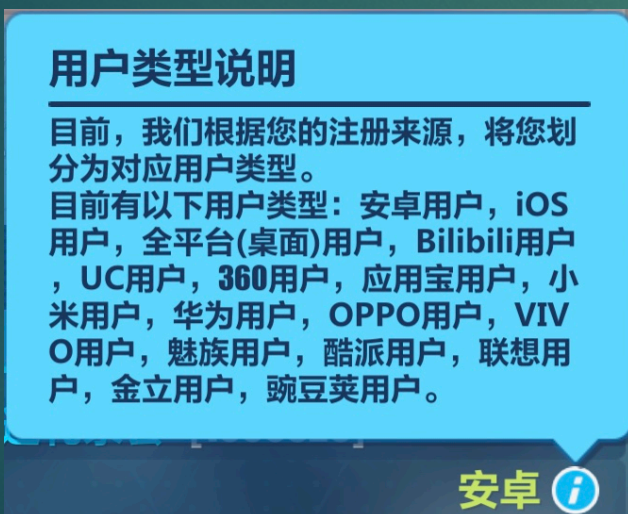 用户类型说明
目前，我们根据您的注册来源，将您划
分为对应用户类型。
目前有以下用户类型：安卓用户，iOS
用户，全平台(桌面)用户，Bilibili用户
，UC用户，360用户，应用宝用户，小
米用户，华为用户，OPPO用户，VIV
O用户，魅族用户，酷派用户，联想用
户，金立用户，豌豆荚用户。
安卓 i